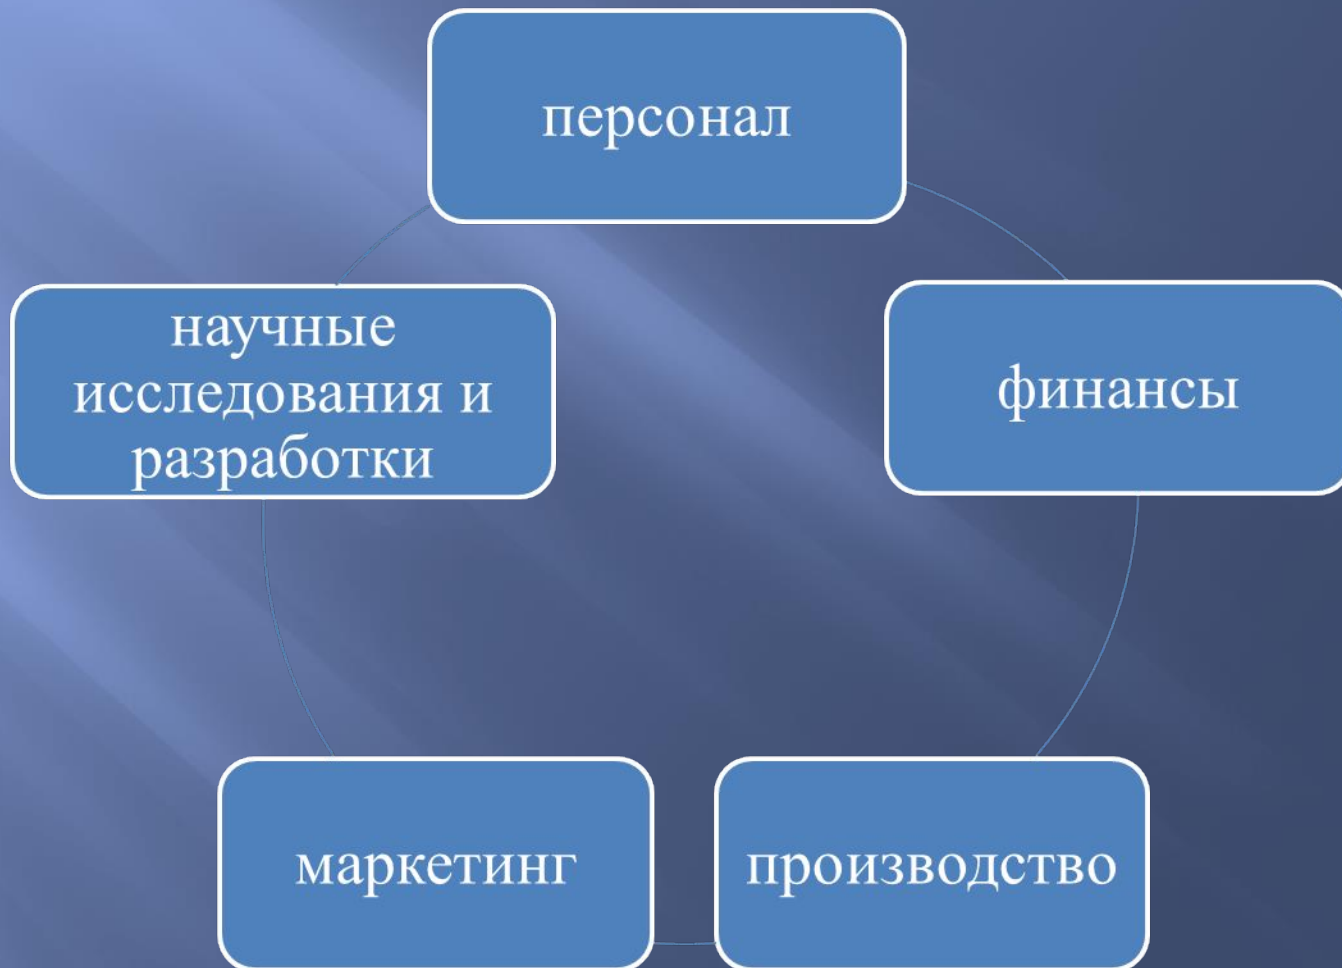 персонал
научные
исследования и
разработки
финансы
маркетинг
производство